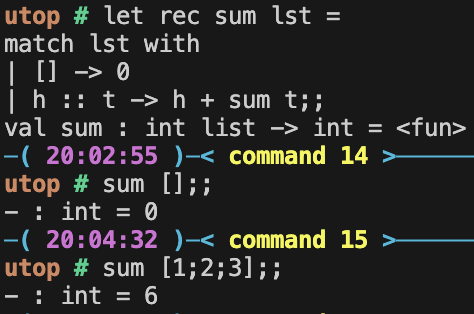 utop # let rec sum lst =
match lst with
| [] -> 0
| h :: t -> h + sum t;;
val sum : int list -> int = <fun>
—( 20:02:55 )—< command 14 >————
utop # sum [];;
- : int = 0
—( 20:04:32 )—< command 15 >————
utop # sum [1;2;3];;
- : int = 6